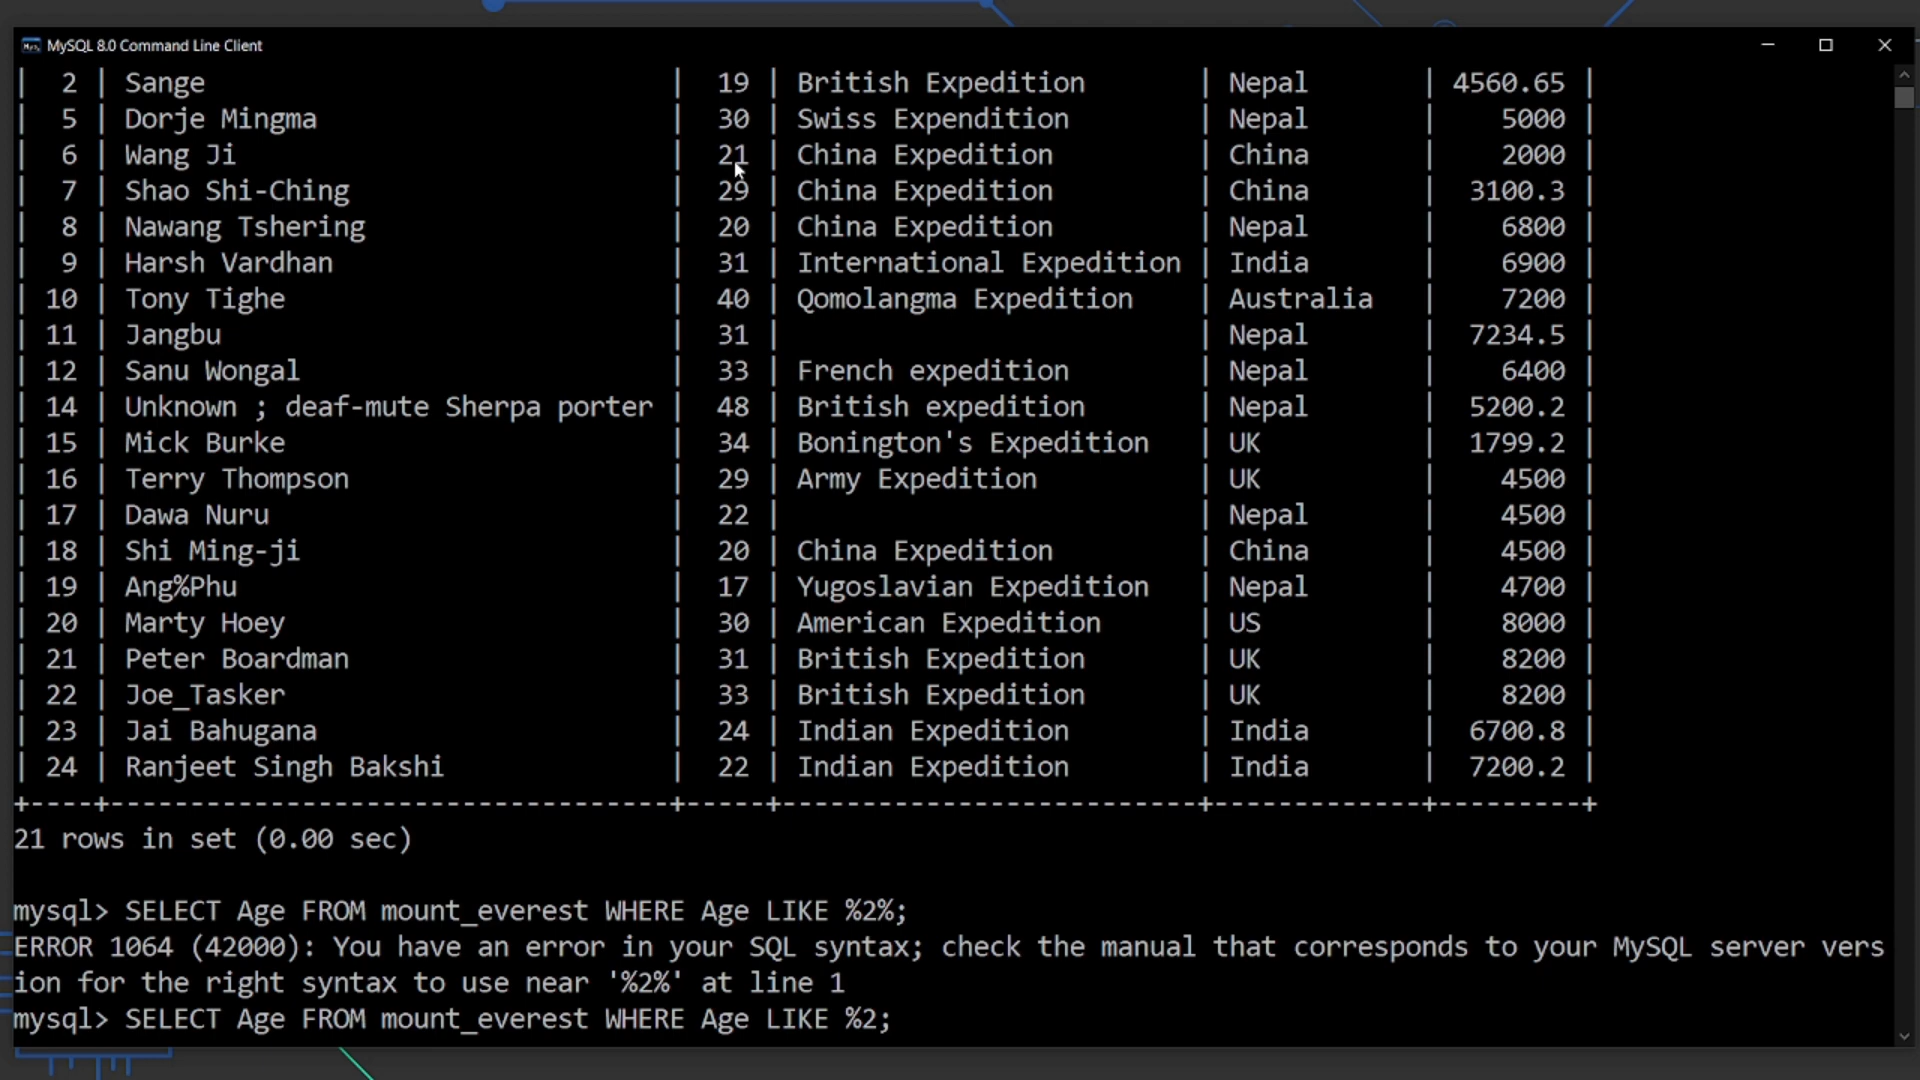 MySQL 8.0 Command Line Client
| 2 | Sange | 19 | British Expedition | Nepal | 4560.65 |
| 5 | Dorje Mingma | 30 | Swiss Expendition | Nepal | 5000 |
| 6 | Wang Ji | 21 | China Expedition | China | 2000 |
| 7 | Shao Shi-Ching | 29 | China Expedition | China | 3100.3 |
| 8 | Nawang Tshering | 20 | China Expedition | Nepal | 6800 |
| 9 | Harsh Vardhan | 31 | International Expedition | India | 6900 |
| 10 | Tony Tighe | 40 | Qomolangma Expedition | Australia | 7200 |
| 11 | Jangbu | 31 | | Nepal | 7234.5 |
| 12 | Sanu Wongal | 33 | French expedition | Nepal | 6400 |
| 14 | Unknown ; deaf-mute Sherpa porter | 48 | British expedition | Nepal | 5200.2 |
| 15 | Mick Burke | 34 | Bonington's Expedition | UK | 1799.2 |
| 16 | Terry Thompson | 29 | Army Expedition | UK | 4500 |
| 17 | Dawa Nuru | 22 | | Nepal | 4500 |
| 18 | Shi Ming-ji | 20 | China Expedition | China | 4500 |
| 19 | Ang%Phu | 17 | Yugoslavian Expedition | Nepal | 4700 |
| 20 | Marty Hoey | 30 | American Expedition | US | 8000 |
| 21 | Peter Boardman | 31 | British Expedition | UK | 8200 |
| 22 | Joe_Tasker | 33 | British Expedition | UK | 8200 |
| 23 | Jai Bahugana | 24 | Indian Expedition | India | 6700.8 |
| 24 | Ranjeet Singh Bakshi | 22 | Indian Expedition | India | 7200.2 |
+----+-----------------------------------+-----+--------------------------+-------------+---------+
21 rows in set (0.00 sec)
mysql> SELECT Age FROM mount_everest WHERE Age LIKE %2%;
ERROR 1064 (42000): You have an error in your SQL syntax; check the manual that corresponds to your MySQL server vers
ion for the right syntax to use near '%2%' at line 1
mysql> SELECT Age FROM mount_everest WHERE Age LIKE %2;